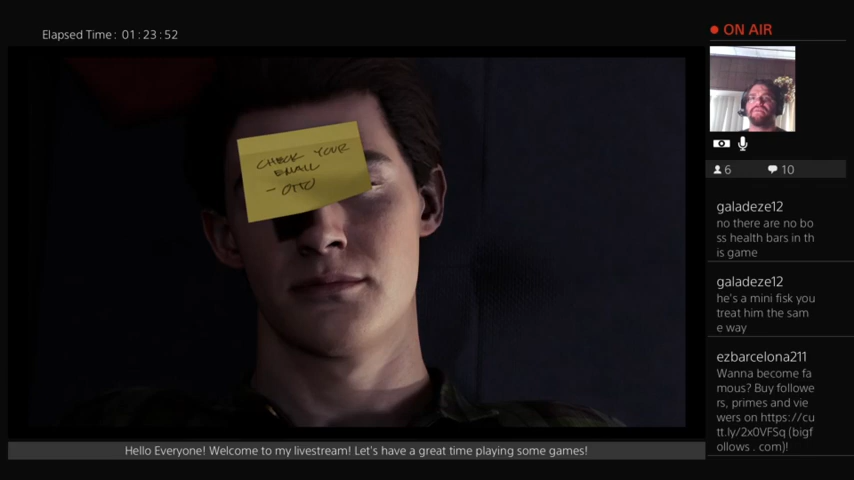 Elapsed Time: 01:23:52
ON AIR
CHECK YOUR
EMAIL
- OTTO
6
10
galadeze12
no there are no bo
ss health bars in th
is game
galadeze12
he's a mini fisk you
treat him the sam
e way
ezbarcelona211
Wanna become fa
mous? Buy followe
rs, primes and vie
wers on https://cu
tt.ly/2x0VFSq (bigf
ollows . com)!
Hello Everyone! Welcome to my livestream! Let's have a great time playing some games!